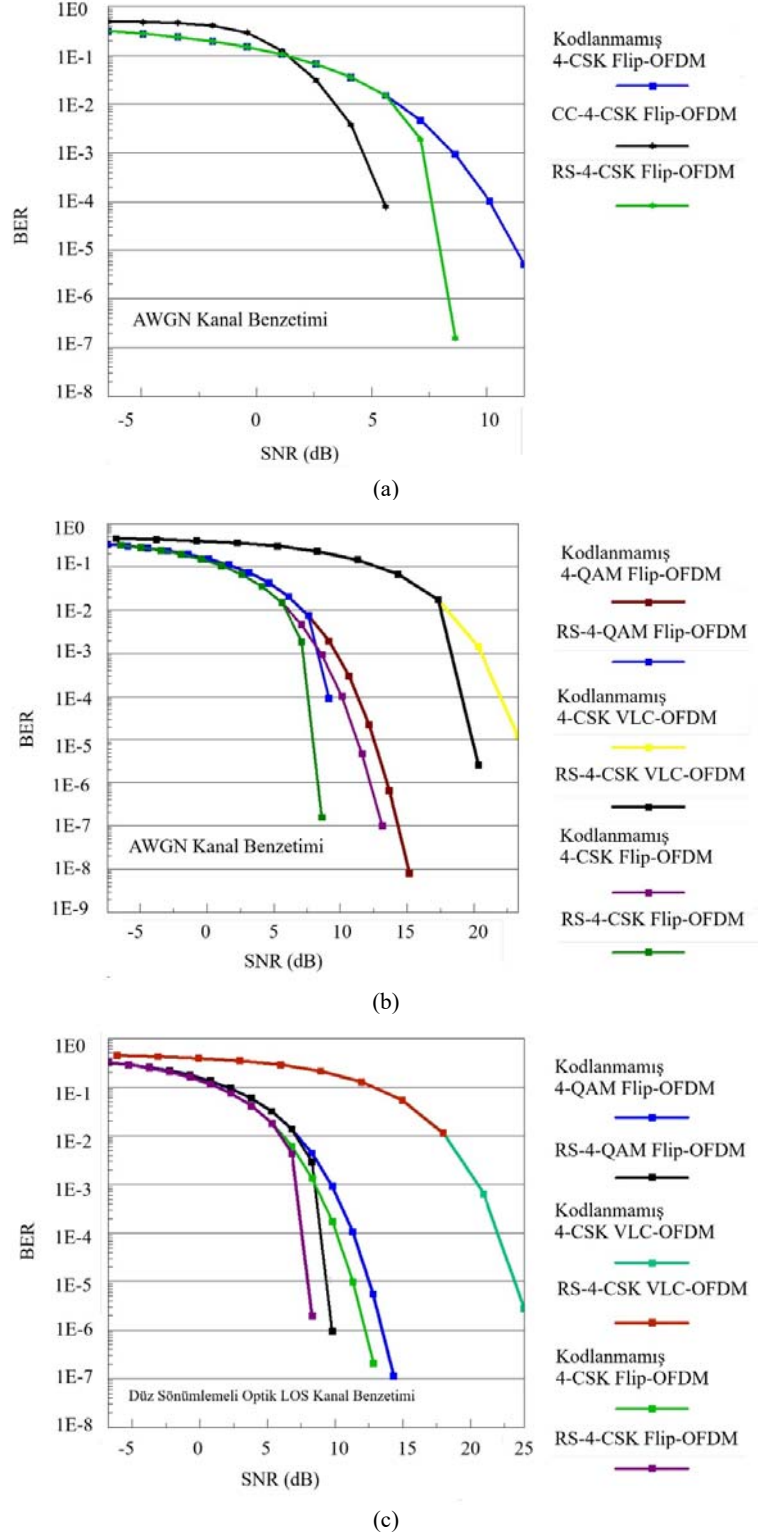 1E0
1E-1
1E-2
1E-3
1E-4
1E-5
1E-6
1E-7
1E-8
BER
AWGN Kanal Benzetimi
-5
0
5
10
SNR (dB)
Kodlanmamış
4-CSK Flip-OFDM
CC-4-CSK Flip-OFDM
RS-4-CSK Flip-OFDM
(a)
1E0
1E-1
1E-2
1E-3
1E-4
1E-5
1E-6
1E-7
1E-8
1E-9
BER
AWGN Kanal Benzetimi
-5
0
5
10
15
20
SNR (dB)
Kodlanmamış
4-QAM Flip-OFDM
RS-4-QAM Flip-OFDM
Kodlanmamış
4-CSK VLC-OFDM
RS-4-CSK VLC-OFDM
Kodlanmamış
4-CSK Flip-OFDM
RS-4-CSK Flip-OFDM
(b)
1E0
1E-1
1E-2
1E-3
1E-4
1E-5
1E-6
1E-7
1E-8
BER
Düz Sönümlemeli Optik LOS Kanal Benzetimi
-5
0
5
10
15
20
25
SNR (dB)
Kodlanmamış
4-QAM Flip-OFDM
RS-4-QAM Flip-OFDM
Kodlanmamış
4-CSK VLC-OFDM
RS-4-CSK VLC-OFDM
Kodlanmamış
4-CSK Flip-OFDM
RS-4-CSK Flip-OFDM
(c)